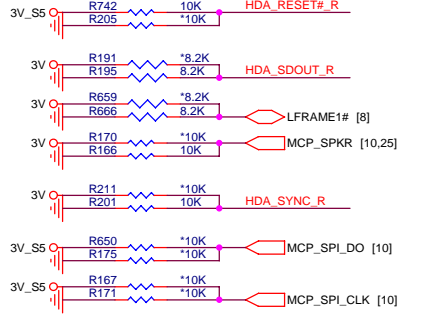 R742 10K HDA_RESET#_R
3V_S5 R205 *10K
R191 *8.2K
3V R195 8.2K HDA_SDOUT_R
R659 *8.2K
3V R666 8.2K LFRAME1# [8]
R170 *10K
3V R166 10K MCP_SPKR [10,25]
R211 *10K
3V R201 10K HDA_SYNC_R
R650 *10K
3V_S5 R175 *10K MCP_SPI_DO [10]
R167 *10K
3V_S5 R171 *10K MCP_SPI_CLK [10]